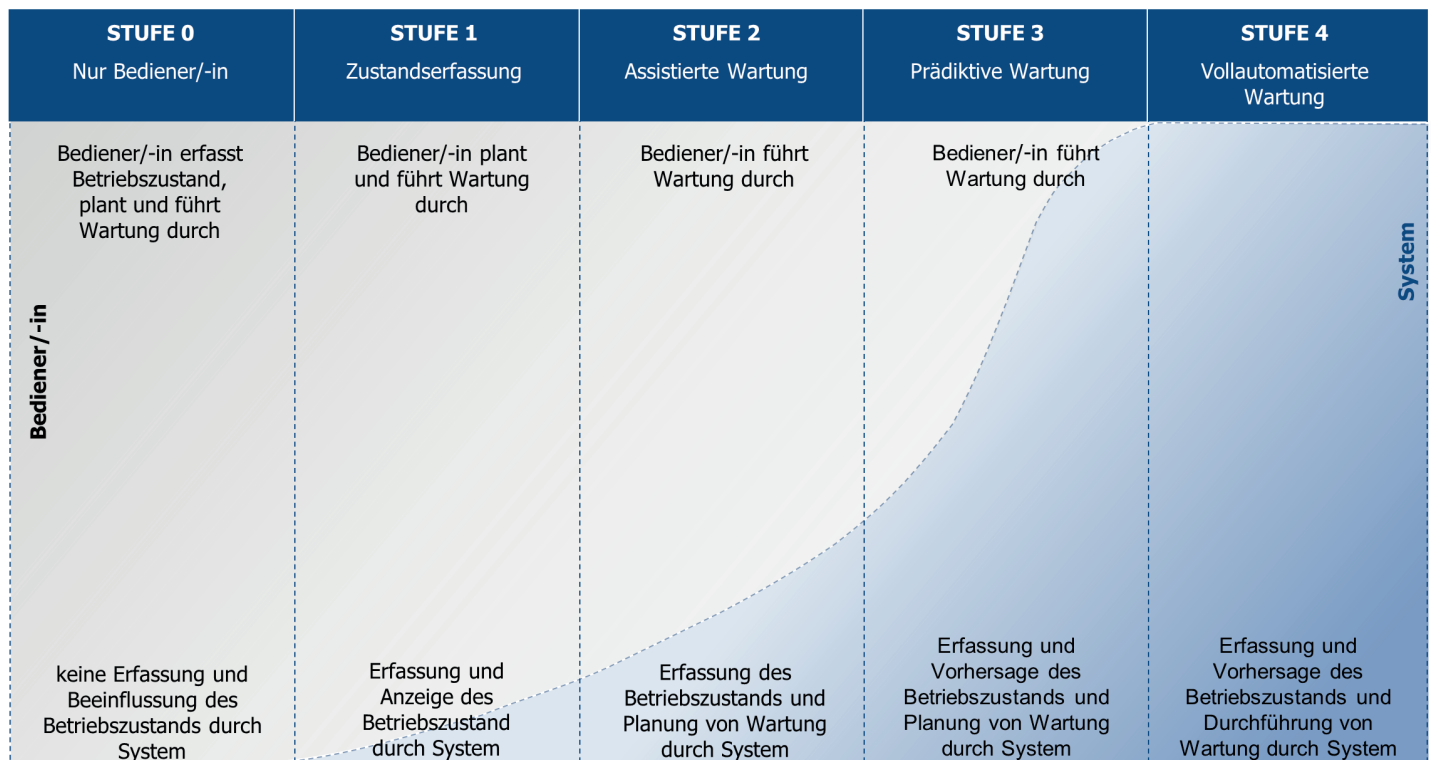 STUFE 0
Nur Bediener/-in
STUFE 1
Zustandserfassung
STUFE 2
Assistierte Wartung
STUFE 3
Prädiktive Wartung
STUFE 4
Vollautomatisierte
Wartung
Bediener/-in erfasst
Betriebszustand,
plant und führt
Wartung durch
Bediener/-in plant
und führt Wartung
durch
Bediener/-in führt
Wartung durch
Bediener/-in führt
Wartung durch
Bediener/-in
System
keine Erfassung und
Beeinflussung des
Betriebszustands durch
System
Erfassung und
Anzeige des
Betriebszustand
durch System
Erfassung des
Betriebszustands und
Planung von Wartung
durch System
Erfassung und
Vorhersage des
Betriebszustands und
Planung von Wartung
durch System
Erfassung und
Vorhersage des
Betriebszustands und
Durchführung von
Wartung durch System